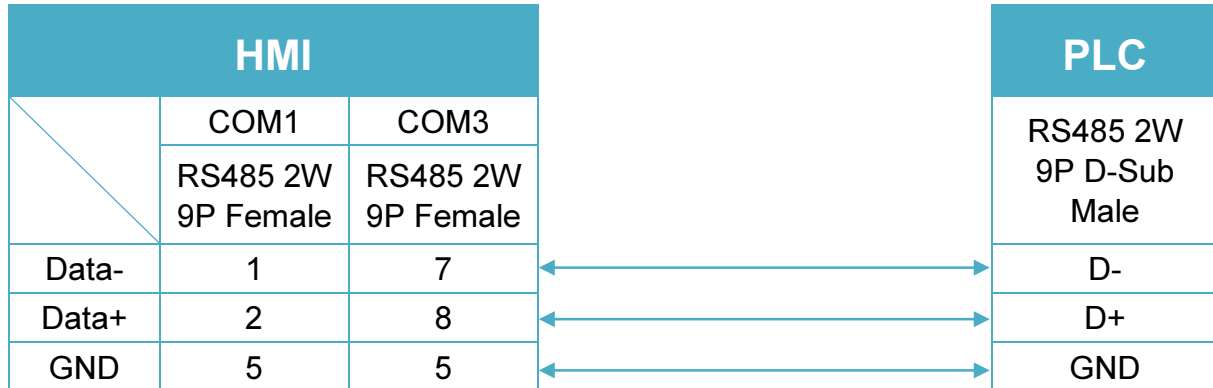 HMI PLC
COM1 COM3
RS485 2W
9P Female
RS485 2W
9P Female
RS485 2W
9P D-Sub
Male
Data- 1 7 D-
Data+ 2 8 D+
GND 5 5 GND